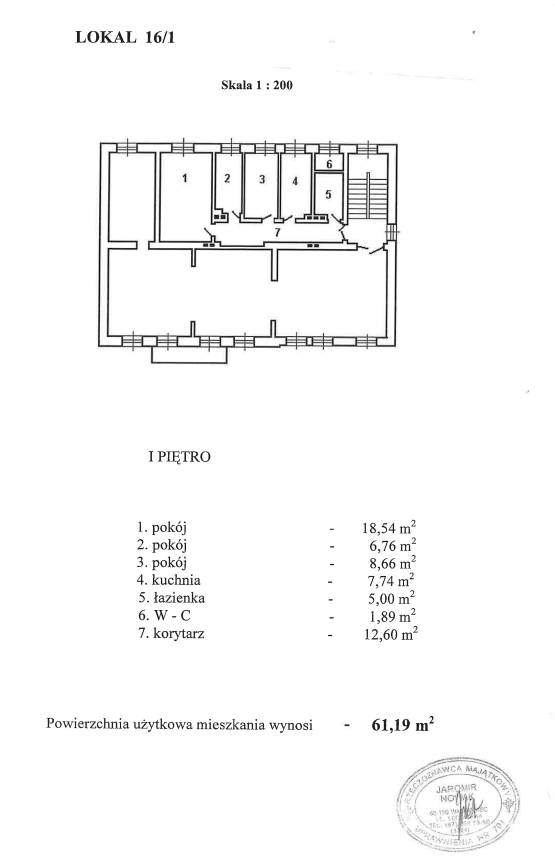 LOKAL 16/1
Skala 1 : 200
1
2
3
4
6
5
7
I PIĘTRO
1. pokój - 18,54 m²
2. pokój - 6,76 m²
3. pokój - 8,66 m²
4. kuchnia - 7,74 m²
5. łazienka - 5,00 m²
6. W - C - 1,89 m²
7. korytarz - 12,60 m²
Powierzchnia użytkowa mieszkania wynosi - 61,19 m²
RZECZOZNAWCA MAJĄTKOWY
JAROMIR
NOWAK
UPRAWNIENIA NR